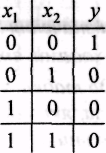 x₁ x₂ y
0 0 1
0 1 0
1 0 0
1 1 0